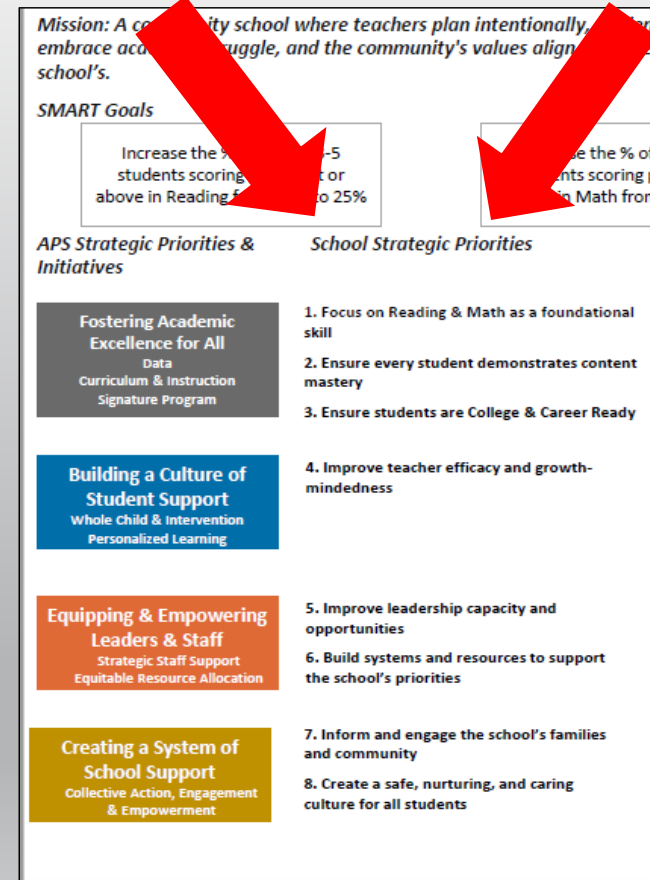 Mission: A school where teachers plan intentionally,
embrace and the community's values align
school's.
SMART Goals
Increase the
students scoring or
above in Reading to 25%
the % of
scoring
in Math from
APS Strategic Priorities &
Initiatives
School Strategic Priorities
Fostering Academic
Excellence for All
Data
Curriculum & Instruction
Signature Program
1. Focus on Reading & Math as a foundational
skill
2. Ensure every student demonstrates content
mastery
3. Ensure students are College & Career Ready
Building a Culture of
Student Support
Whole Child & Intervention
Personalized Learning
4. Improve teacher efficacy and growth-
mindedness
Equipping & Empowering
Leaders & Staff
Strategic Staff Support
Equitable Resource Allocation
5. Improve leadership capacity and
opportunities
6. Build systems and resources to support
the school's priorities
Creating a System of
School Support
Collective Action, Engagement
& Empowerment
7. Inform and engage the school's families
and community
8. Create a safe, nurturing, and caring
culture for all students